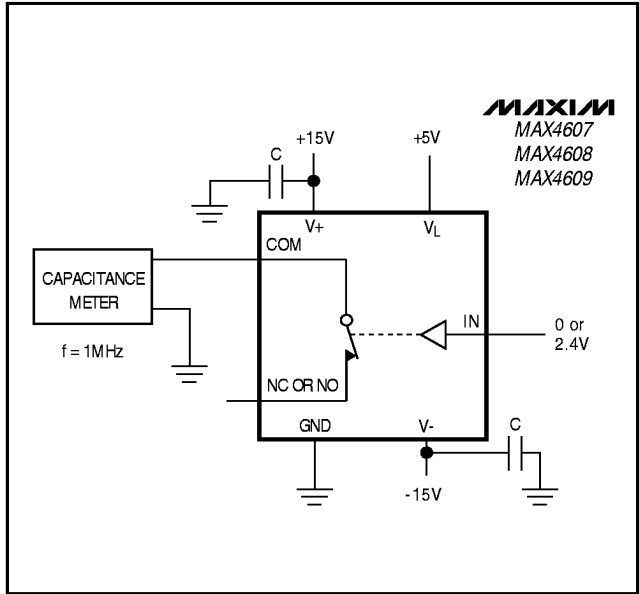 MAXIM
MAX4607
MAX4608
MAX4609
+15V
+5V
C
V+
VL
COM
CAPACITANCE
METER
f = 1MHz
IN
0 or
2.4V
NC OR NO
GND
V-
C
-15V